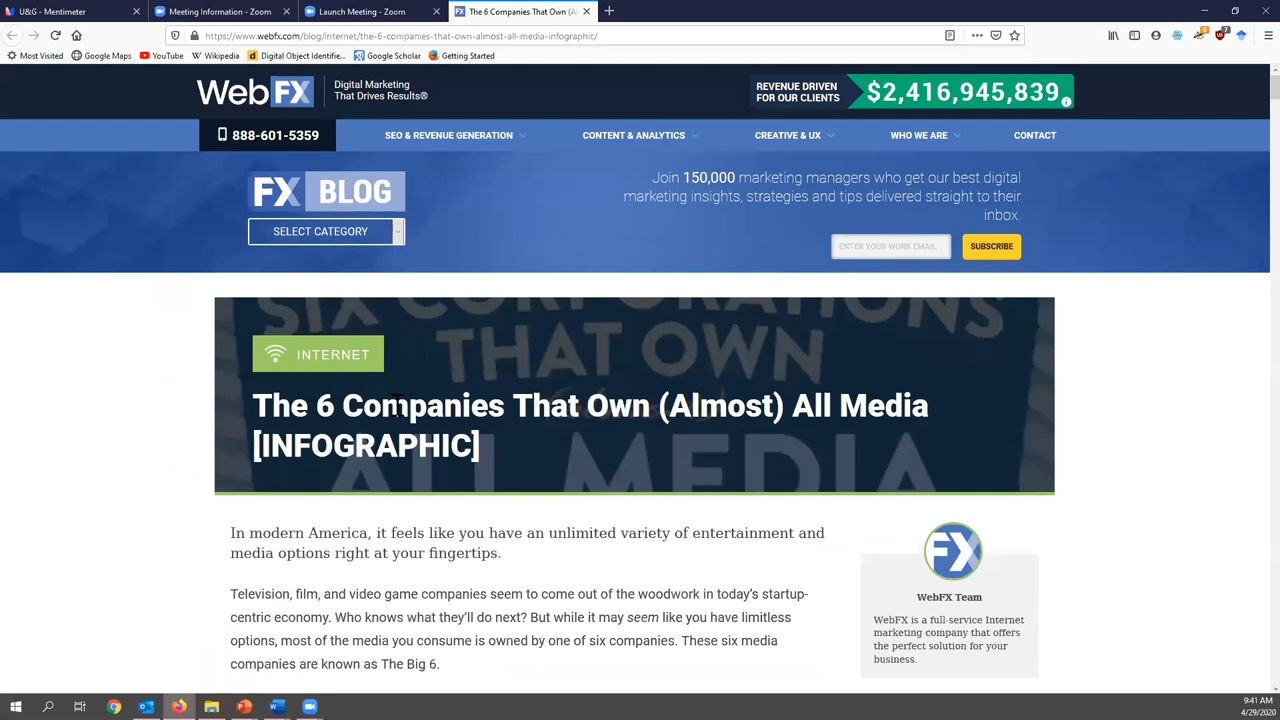 U&G - Mentimeter
Meeting Information - Zoom
Launch Meeting - Zoom
The 6 Companies That Own (Al
https://www.webfx.com/blog/internet/the-6-companies-that-own-almost-all-media-infographic/
Most Visited
Google Maps
YouTube
Wikipedia
Digital Object Identifie...
Google Scholar
Getting Started
WebFX
Digital Marketing
That Drives Results®
REVENUE DRIVEN
FOR OUR CLIENTS
$2,416,945,839
888-601-5359
SEO & REVENUE GENERATION
CONTENT & ANALYTICS
CREATIVE & UX
WHO WE ARE
CONTACT
FX BLOG
SELECT CATEGORY
Join 150,000 marketing managers who get our best digital
marketing insights, strategies and tips delivered straight to their
inbox.
ENTER YOUR WORK EMAIL
SUBSCRIBE
SIX CORPORATIONS
THAT OWN
ALL MEDIA
INTERNET
The 6 Companies That Own (Almost) All Media
[INFOGRAPHIC]
In modern America, it feels like you have an unlimited variety of entertainment and
media options right at your fingertips.
Television, film, and video game companies seem to come out of the woodwork in today's startup-
centric economy. Who knows what they'll do next? But while it may seem like you have limitless
options, most of the media you consume is owned by one of six companies. These six media
companies are known as The Big 6.
FX
WebFX Team
WebFX is a full-service Internet
marketing company that offers
the perfect solution for your
business.
9:41 AM
4/29/2020